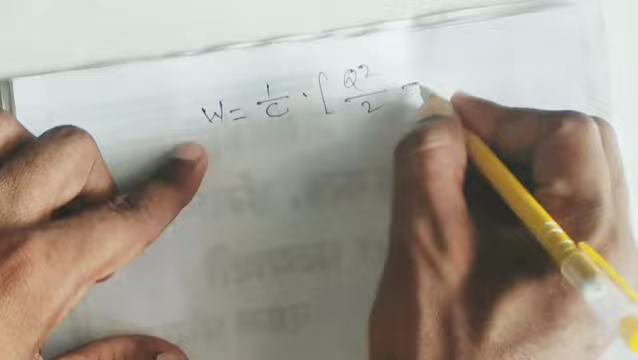 W = 1/C · [ Q²/2 -